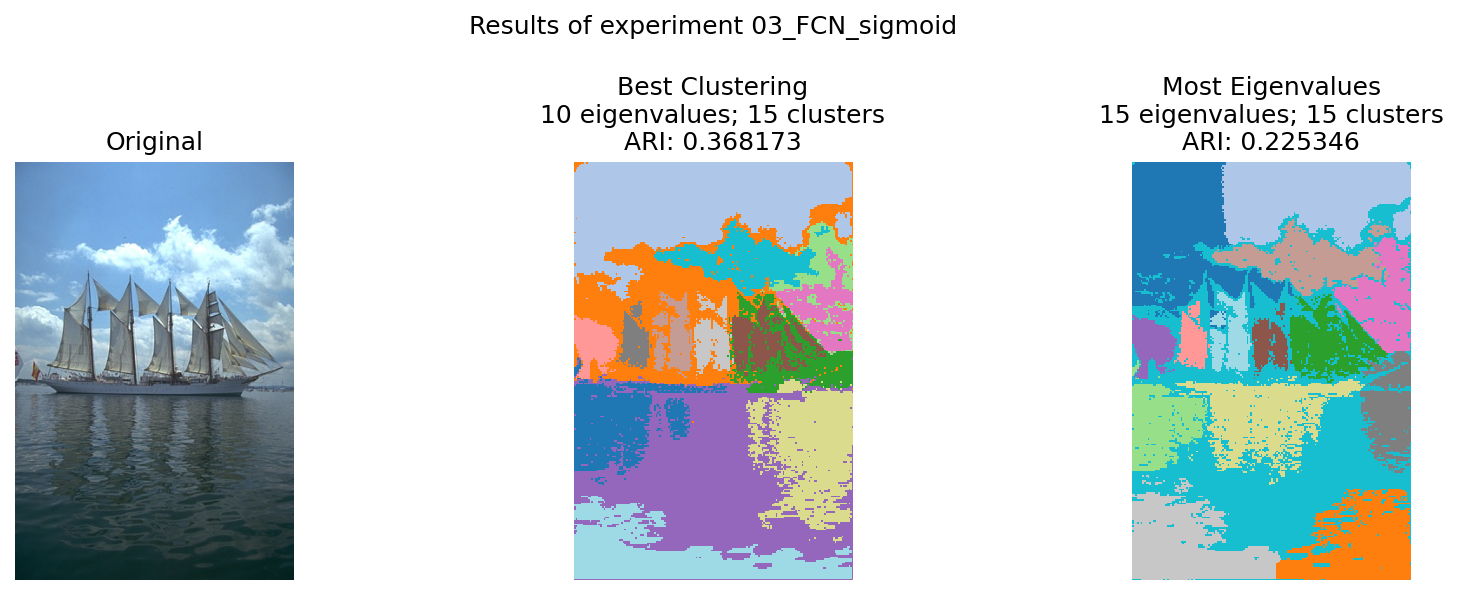 Results of experiment 03_FCN_sigmoid
Original
Best Clustering
10 eigenvalues; 15 clusters
ARI: 0.368173
Most Eigenvalues
15 eigenvalues; 15 clusters
ARI: 0.225346